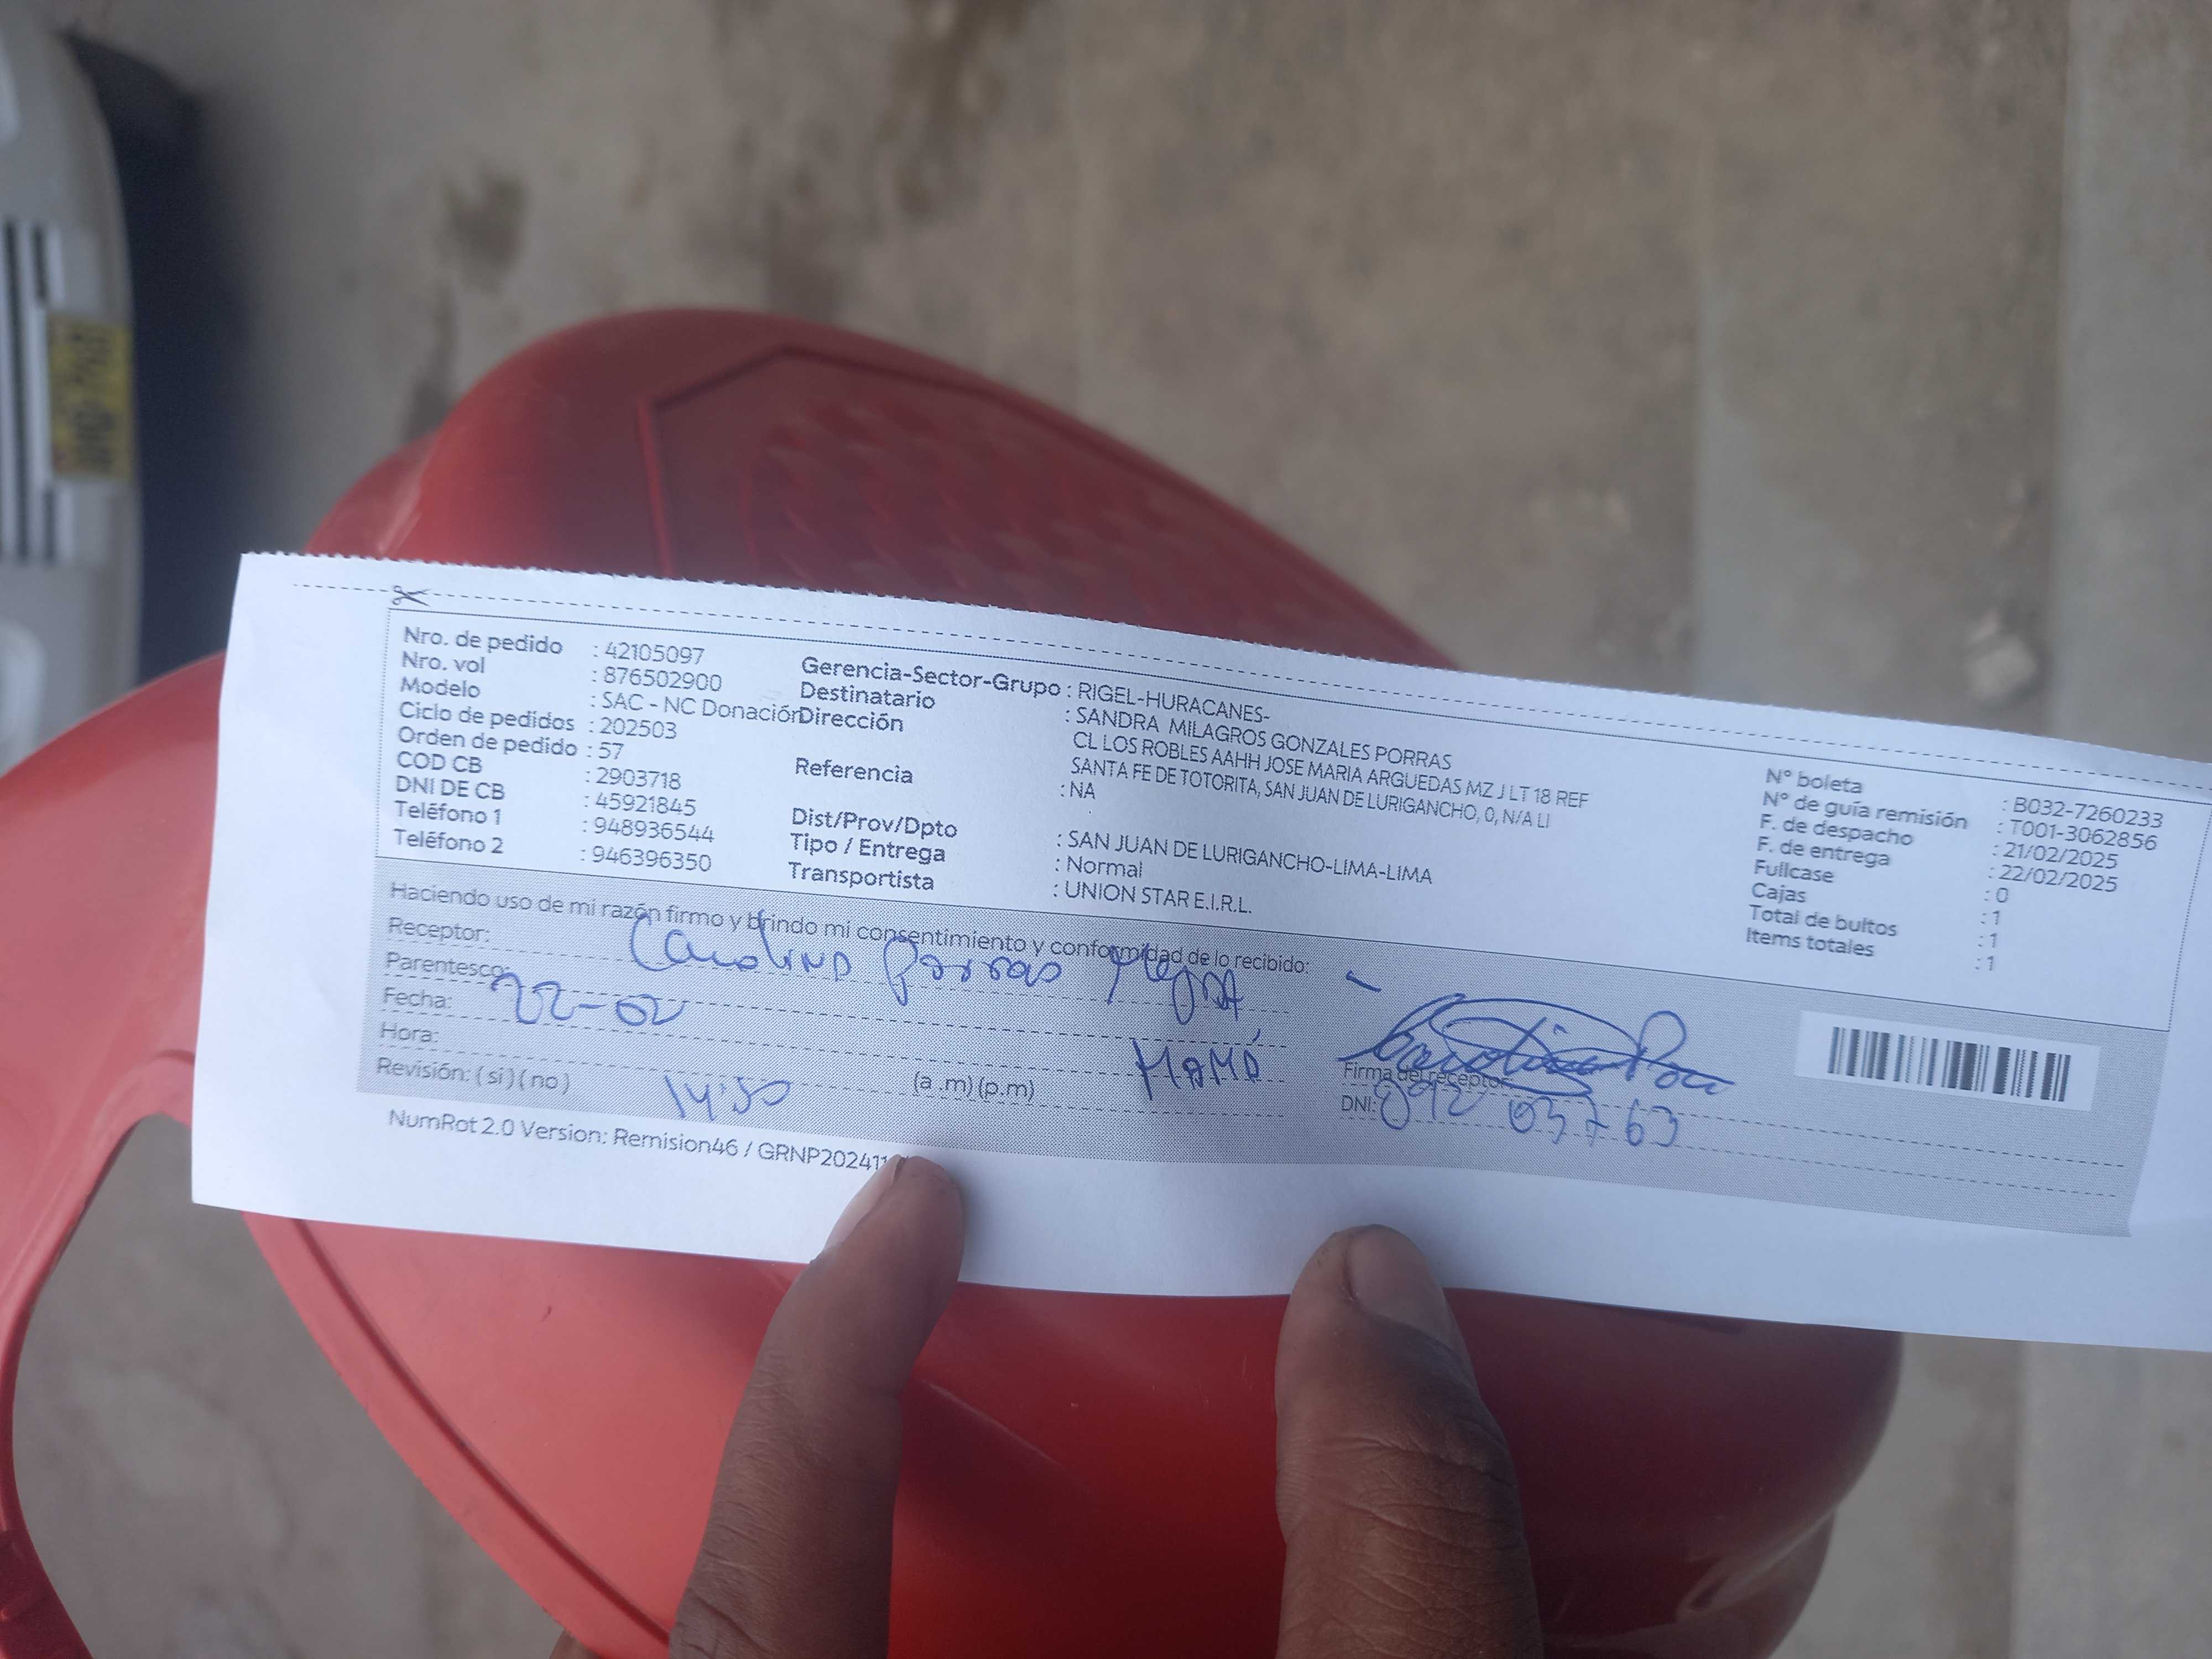 Nro. de pedido : 42105097
Nro. vol : 876502900
Modelo : SAC - NC Donación
Ciclo de pedidos : 202503
Orden de pedido : 57
COD CB : 2903718
DNI DE CB : 45921845
Teléfono 1 : 948936544
Teléfono 2 : 946396350
Gerencia-Sector-Grupo : RIGEL-HURACANES-
Destinatario : SANDRA MILAGROS GONZALES PORRAS
Dirección CL LOS ROBLES AAHH JOSE MARIA ARGUEDAS MZ J LT 18 REF
SANTA FE DE TOTORITA, SAN JUAN DE LURIGANCHO, 0, N/A LI
Referencia : NA
Dist/Prov/Dpto : SAN JUAN DE LURIGANCHO-LIMA-LIMA
Tipo / Entrega : Normal
Transportista : UNION STAR E.I.R.L.
N° boleta : B032-7260233
N° de guía remisión : T001-3062856
F. de despacho : 21/02/2025
F. de entrega : 22/02/2025
Fullcase : 0
Cajas : 1
Total de bultos : 1
Items totales : 1
Haciendo uso de mi razón firmo y brindo mi consentimiento y conformidad de lo recibido:
Receptor: Carolina Porras
Parentesco: MAMÁ
Fecha: 22-02
Hora: 14:50 (a .m) (p.m)
Revisión: ( si ) ( no )
Firma del receptor
DNI: 09203763
NumRot 2.0 Version: Remision46 / GRNP202411